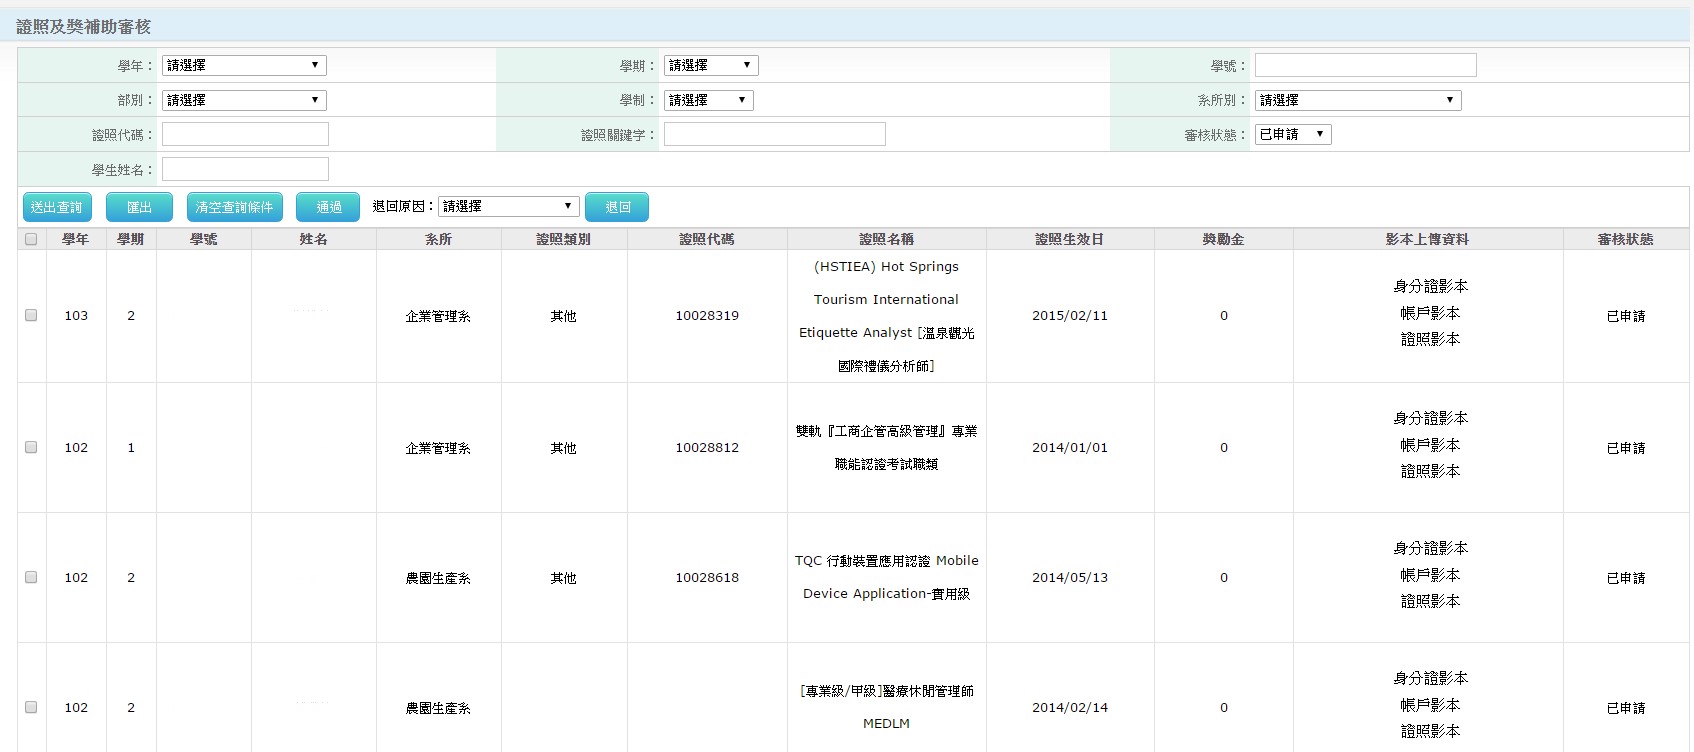 證照及獎補助審核
學年： 請選擇 學期： 請選擇 學號：
部別： 請選擇 學制： 請選擇 系所別： 請選擇
證照代碼： 證照關鍵字： 審核狀態： 已申請
學生姓名：
送出查詢 匯出 清空查詢條件 通過 退回原因： 請選擇 退回
學年 學期 學號 姓名 系所 證照類別 證照代碼 證照名稱 證照生效日 獎勵金 影本上傳資料 審核狀態
(HSTIEA) Hot Springs
Tourism International
Etiquette Analyst [溫泉觀光
國際禮儀分析師]
103 2 企業管理系 其他 10028319 2015/02/11 0
身分證影本
帳戶影本
證照影本
已申請
102 1 企業管理系 其他 10028812
雙軌『工商企管高級管理』專業
職能認證考試職類
2014/01/01 0
身分證影本
帳戶影本
證照影本
已申請
102 2 農園生產系 其他 10028618
TQC 行動裝置應用認證 Mobile
Device Application-實用級
2014/05/13 0
身分證影本
帳戶影本
證照影本
已申請
102 2 農園生產系
[專業級/甲級]醫療休閒管理師
MEDLM
2014/02/14 0
身分證影本
帳戶影本
證照影本
已申請